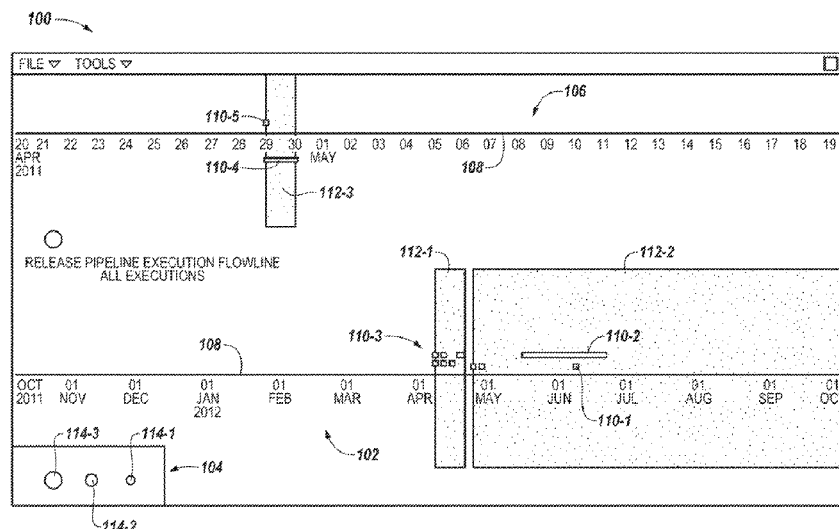 100
FILE ▽ TOOLS ▽
110-5
106
20 21 22 23 24 25 26 27 28 29 30 01 02 03 04 05 06 07 08 09 10 11 12 13 14 15 16 17 18 19
APR MAY
2011
110-4
108
112-3
RELEASE PIPELINE EXECUTION FLOWLINE
ALL EXECUTIONS
112-1
112-2
110-3
110-2
108
OCT 01 01 01 01 01 01 01 01 01 01 01 01
2011 NOV DEC JAN FEB MAR APR MAY JUN JUL AUG SEP OC
2012
110-1
114-3
114-1
104
102
114-2